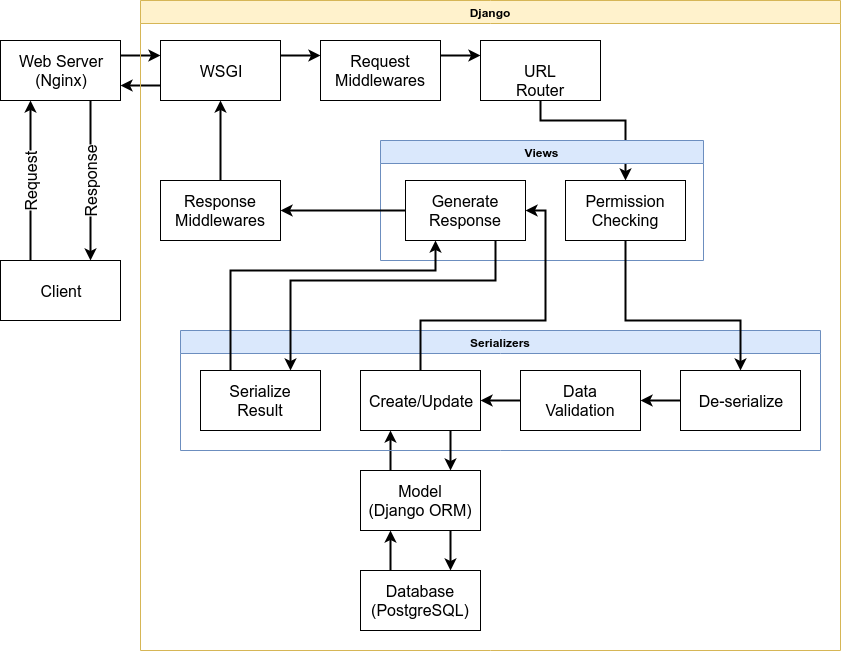 Django
Web Server
(Nginx)
WSGI
Request
Middlewares
URL
Router
Request
Response
Views
Response
Middlewares
Generate
Response
Permission
Checking
Client
Serializers
Serialize
Result
Create/Update
Data
Validation
De-serialize
Model
(Django ORM)
Database
(PostgreSQL)